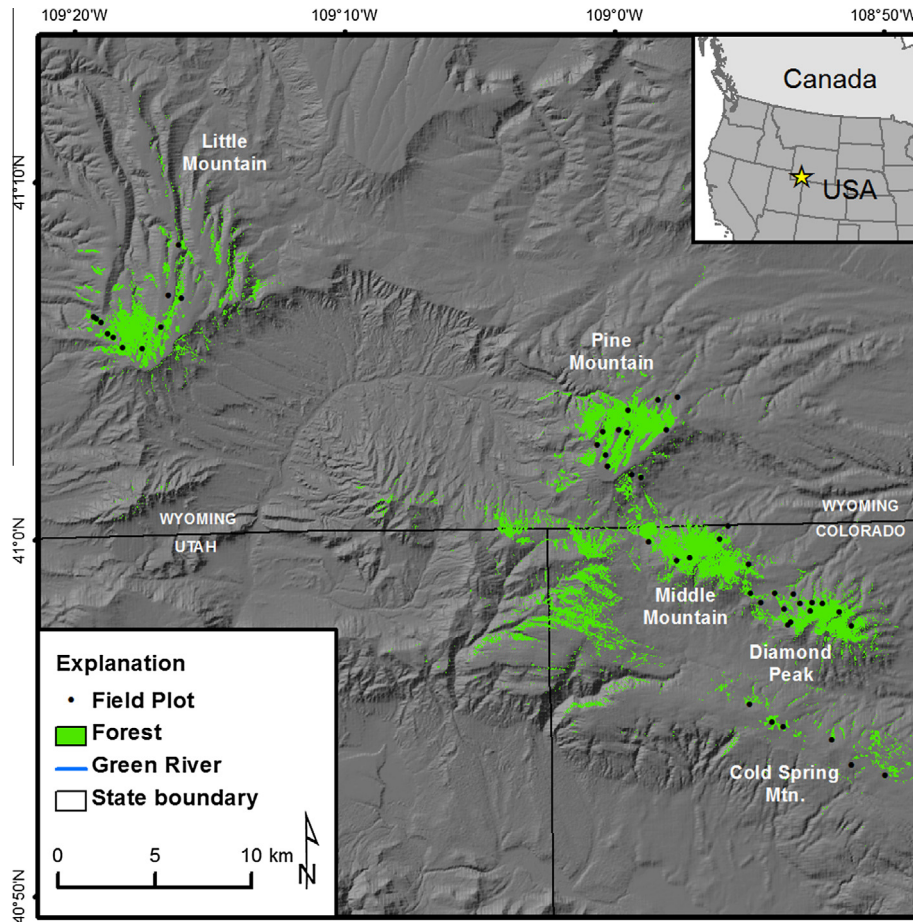 109°20'W
109°10'W
109°0'W
108°50'W
41°10'N
41°0'N
40°50'N
Canada
USA
Little
Mountain
Pine
Mountain
WYOMING
UTAH
WYOMING
COLORADO
Middle
Mountain
Diamond
Peak
Cold Spring
Mtn.
Explanation
Field Plot
Forest
Green River
State boundary
0 5 10 km
N